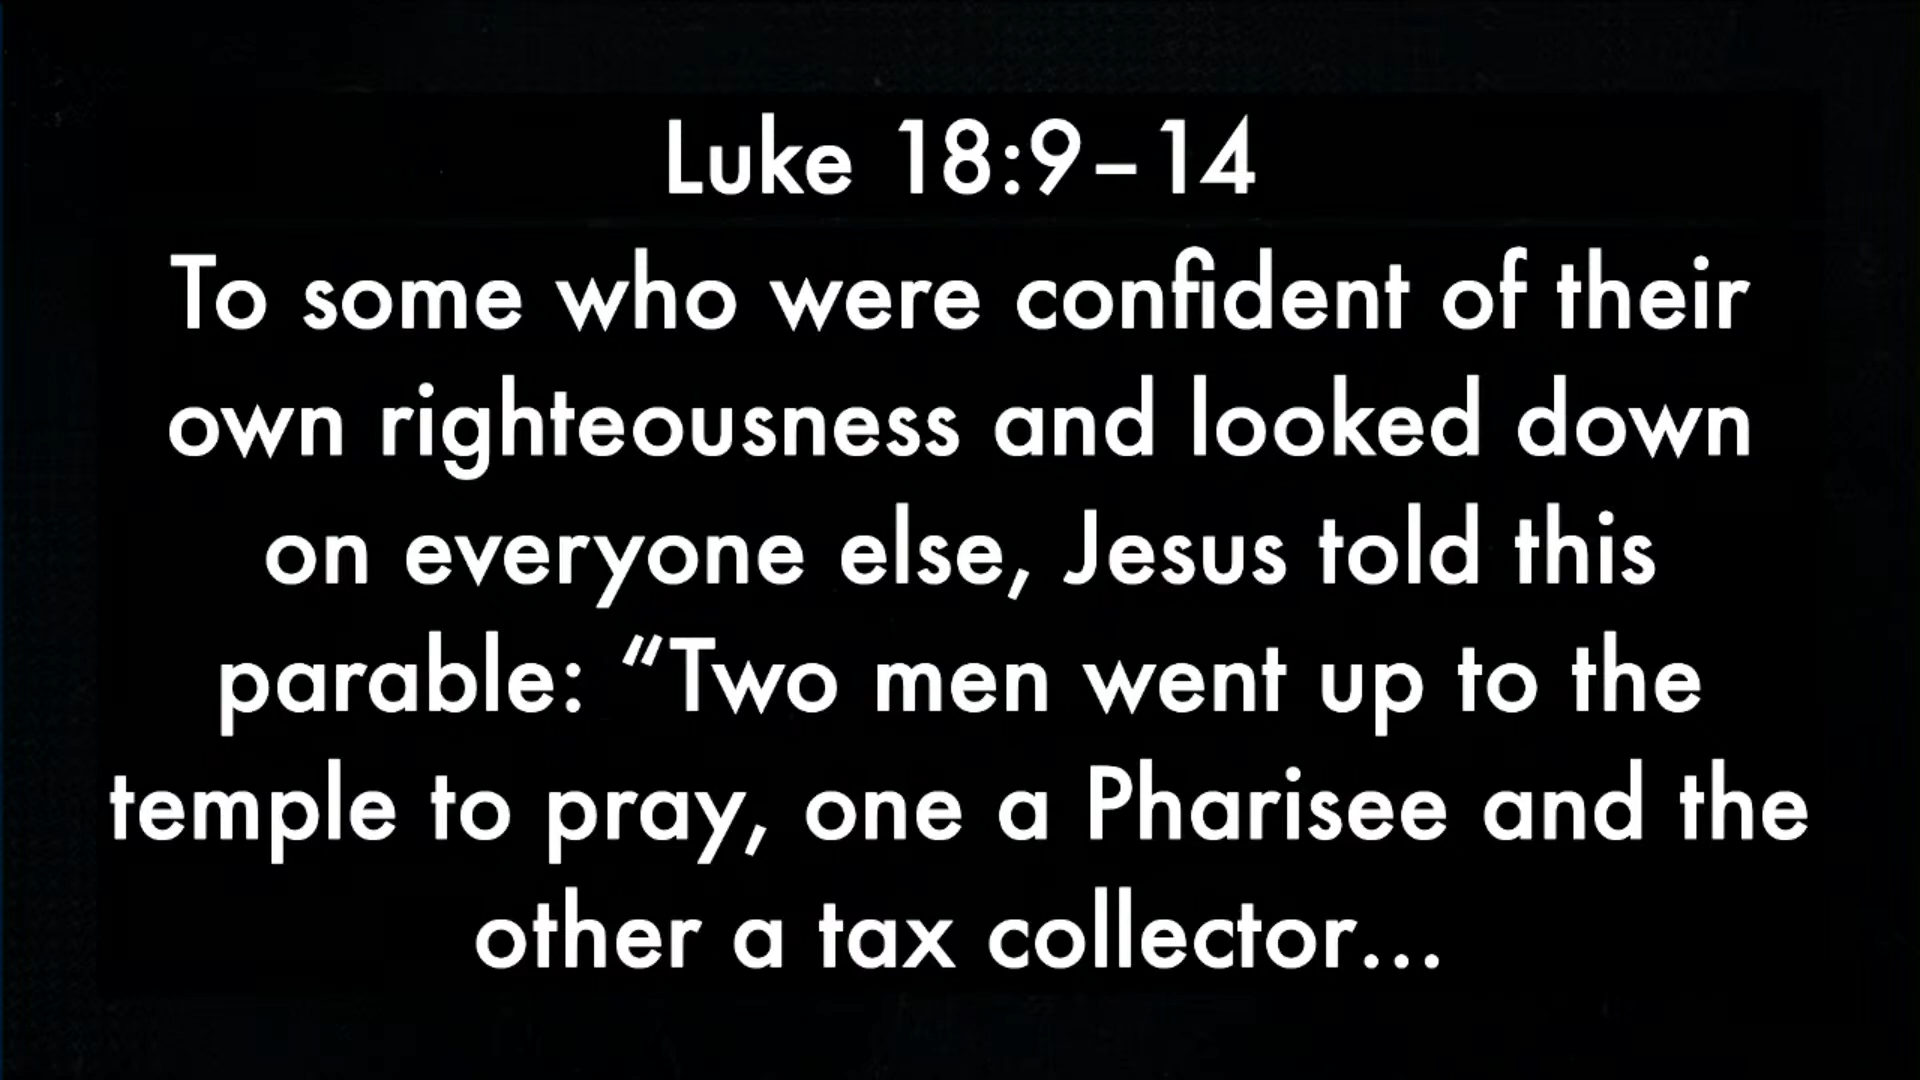 Luke 18:9–14
To some who were confident of their
own righteousness and looked down
on everyone else, Jesus told this
parable: “Two men went up to the
temple to pray, one a Pharisee and the
other a tax collector...